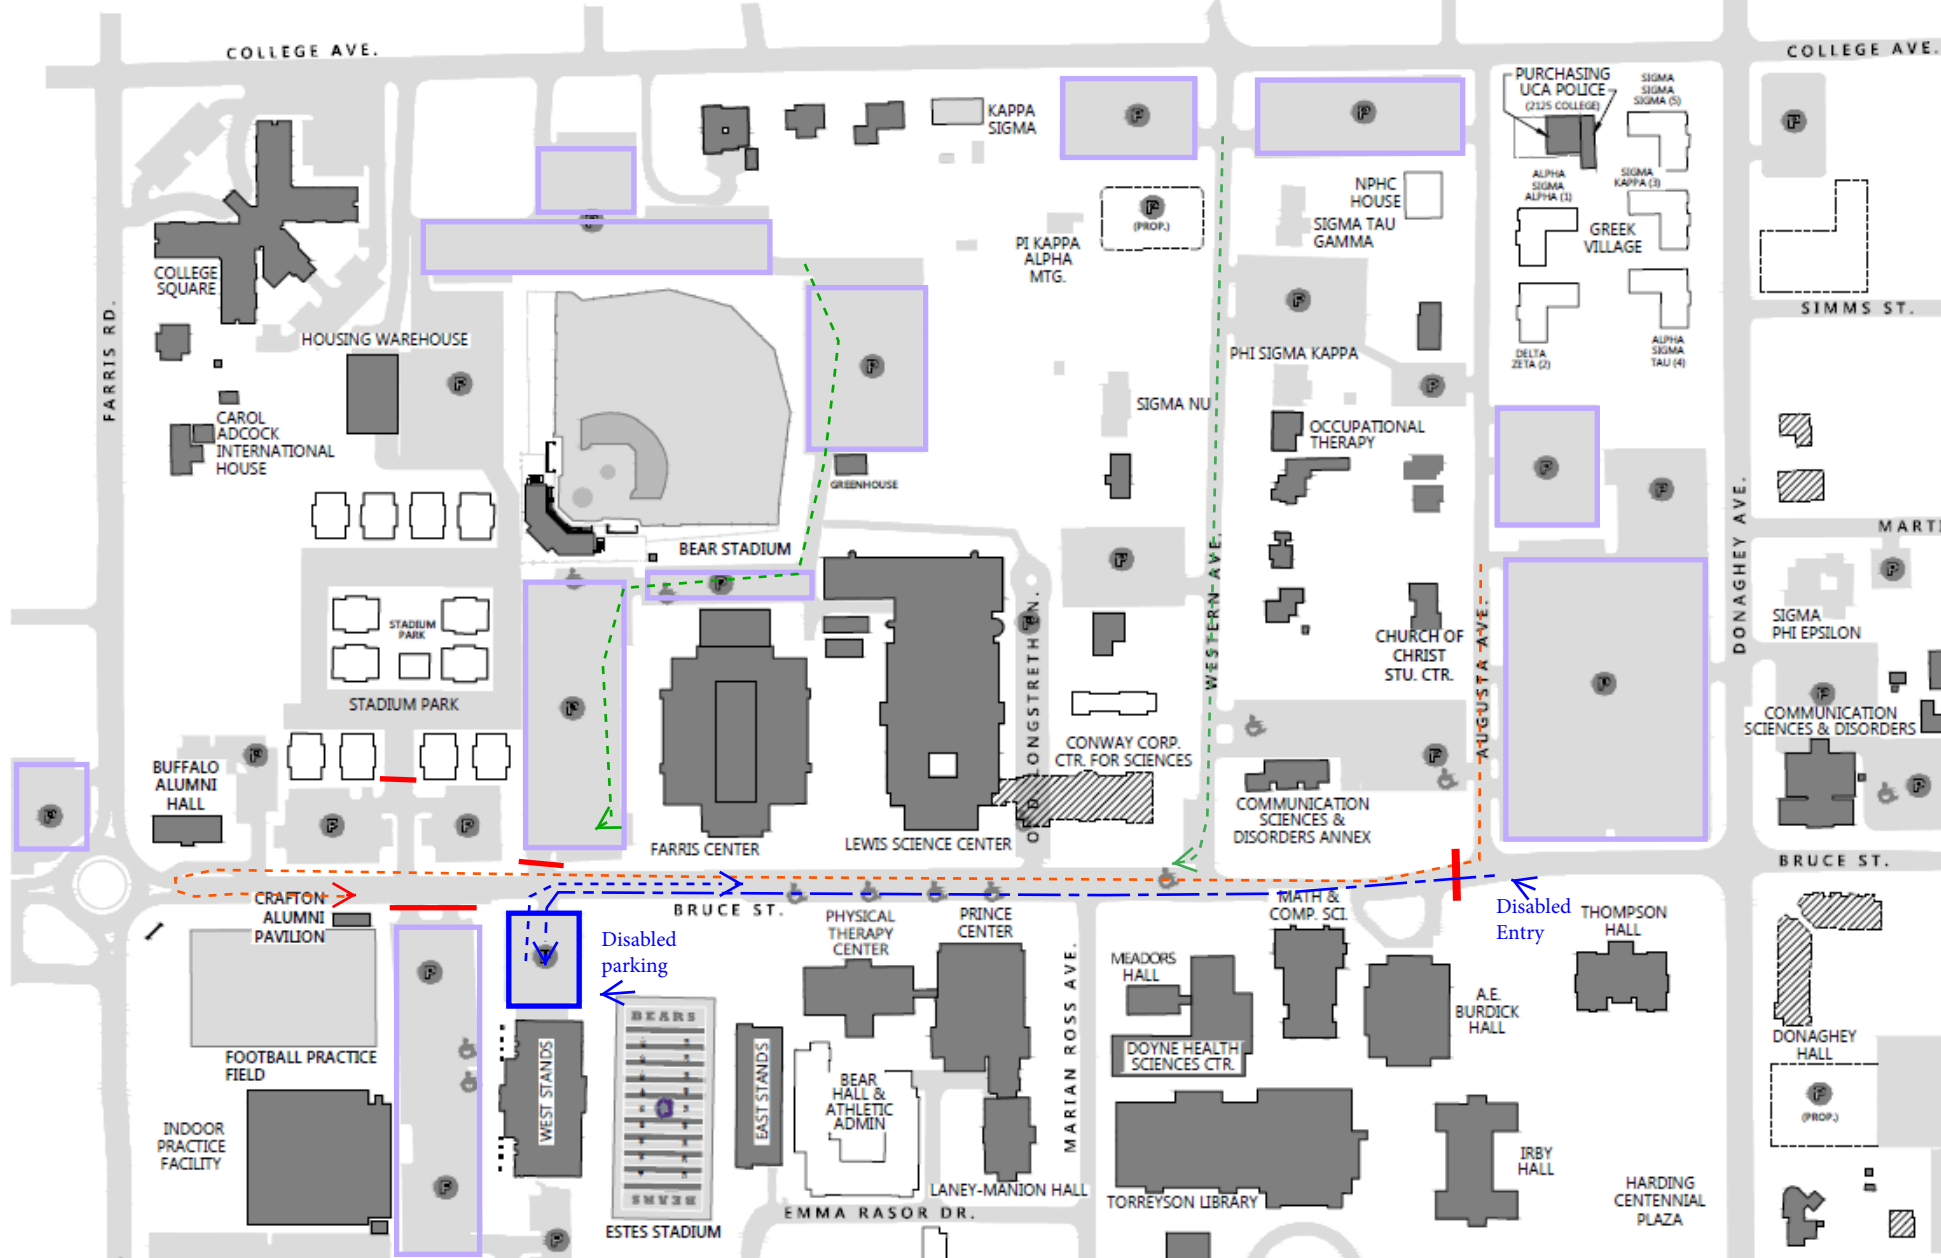 COLLEGE AVE.
COLLEGE AVE.
PURCHASING
UCA POLICE
(2125 COLLEGE)
SIGMA
SIGMA
SIGMA (5)
KAPPA
SIGMA
P
P
P
ALPHA
SIGMA
ALPHA (1)
SIGMA
KAPPA (3)
NPHC
HOUSE
P
(PROP.)
SIGMA TAU
GAMMA
GREEK
VILLAGE
PI KAPPA
ALPHA
MTG.
P
COLLEGE
SQUARE
P
SIMMS ST.
FARRIS RD.
HOUSING WAREHOUSE
PHI SIGMA KAPPA
DELTA
ZETA (2)
ALPHA
SIGMA
TAU (4)
P
P
P
SIGMA NU
CAROL
ADCOCK
INTERNATIONAL
HOUSE
OCCUPATIONAL
THERAPY
GREENHOUSE
P
P
DONAGHEY AVE.
MARTI
BEAR STADIUM
P
P
P
WESTERN AVE.
AUGUSTA AVE.
STADIUM
PARK
P
OLD LONGSTRETH LN.
SIGMA
PHI EPSILON
CHURCH OF
CHRIST
STU. CTR.
STADIUM PARK
P
P
P
COMMUNICATION
SCIENCES & DISORDERS
CONWAY CORP.
CTR. FOR SCIENCES
P
P
P
BUFFALO
ALUMNI
HALL
P
P
P
COMMUNICATION
SCIENCES &
DISORDERS ANNEX
FARRIS CENTER
LEWIS SCIENCE CENTER
BRUCE ST.
CRAFTON
ALUMNI
PAVILION
BRUCE ST.
PHYSICAL
THERAPY
CENTER
PRINCE
CENTER
MATH &
COMP. SCI.
Disabled
Entry
THOMPSON
HALL
Disabled
parking
P
P
MARIAN ROSS AVE.
MEADORS
HALL
A.E.
BURDICK
HALL
BEARS
FOOTBALL PRACTICE
FIELD
DOYNE HEALTH
SCIENCES CTR.
DONAGHEY
HALL
WEST STANDS
EAST STANDS
BEAR
HALL &
ATHLETIC
ADMIN
P
(PROP.)
INDOOR
PRACTICE
FACILITY
IRBY
HALL
P
BEARS
LANEY-MANION HALL
TORREYSON LIBRARY
HARDING
CENTENNIAL
PLAZA
EMMA RASOR DR.
ESTES STADIUM
P